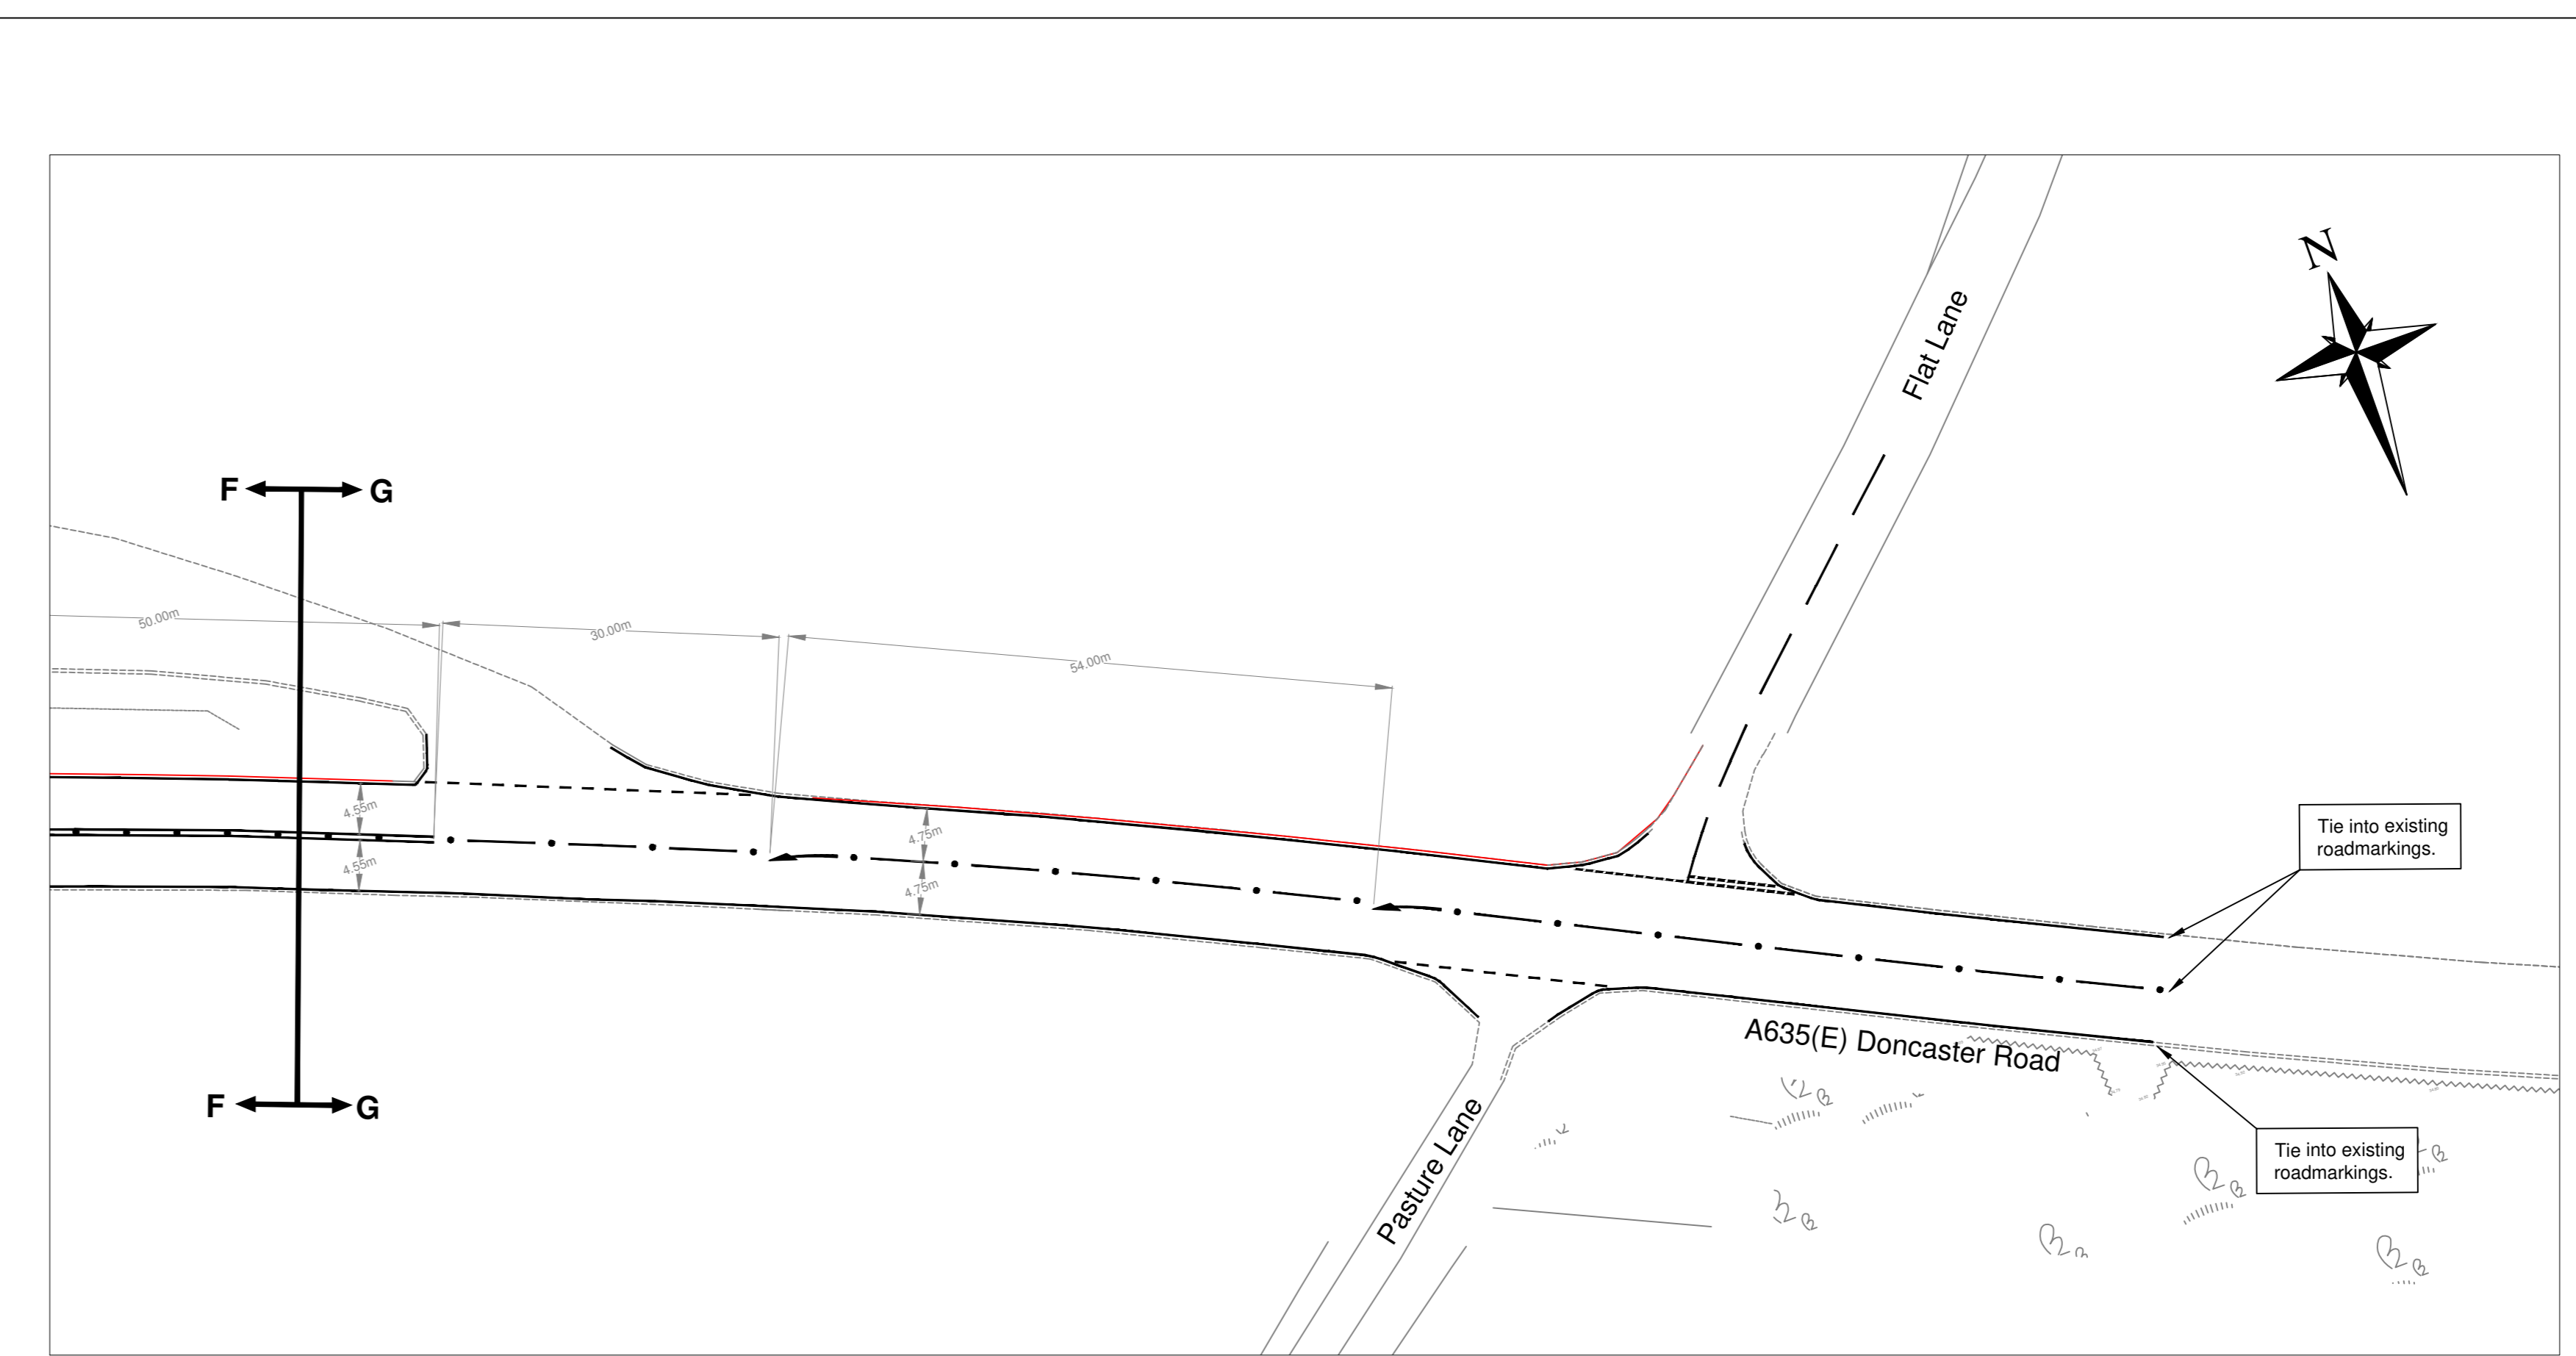 N
Flat Lane
F
G
50.00m
30.00m
54.00m
4.55m
4.75m
4.55m
4.75m
Tie into existing
roadmarkings.
A635(E) Doncaster Road
F
G
Pasture Lane
Tie into existing
roadmarkings.